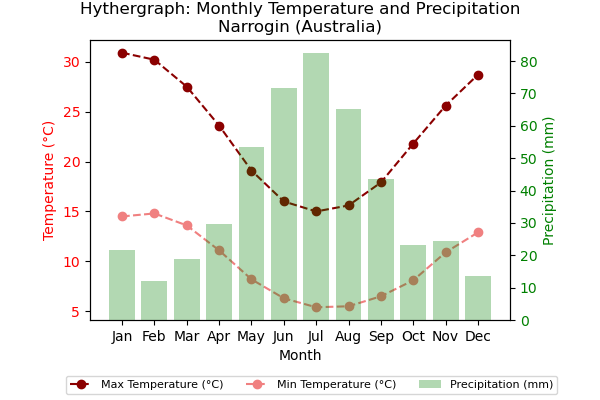 Hythergraph: Monthly Temperature and Precipitation
Narrogin (Australia)
Temperature (°C)
30
25
20
15
10
5
80
70
60
50
40
30
20
10
0
Precipitation (mm)
Jan Feb Mar Apr May Jun Jul Aug Sep Oct Nov Dec
Month
Max Temperature (°C) Min Temperature (°C) Precipitation (mm)